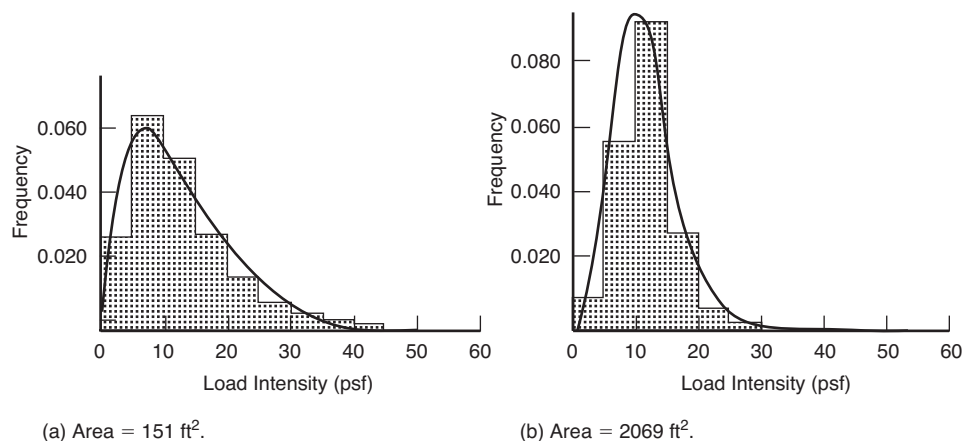 Frequency
0.060
0.040
0.020
0 10 20 30 40 50 60
Load Intensity (psf)
(a) Area = 151 ft².
Frequency
0.080
0.060
0.040
0.020
0 10 20 30 40 50 60
Load Intensity (psf)
(b) Area = 2069 ft².